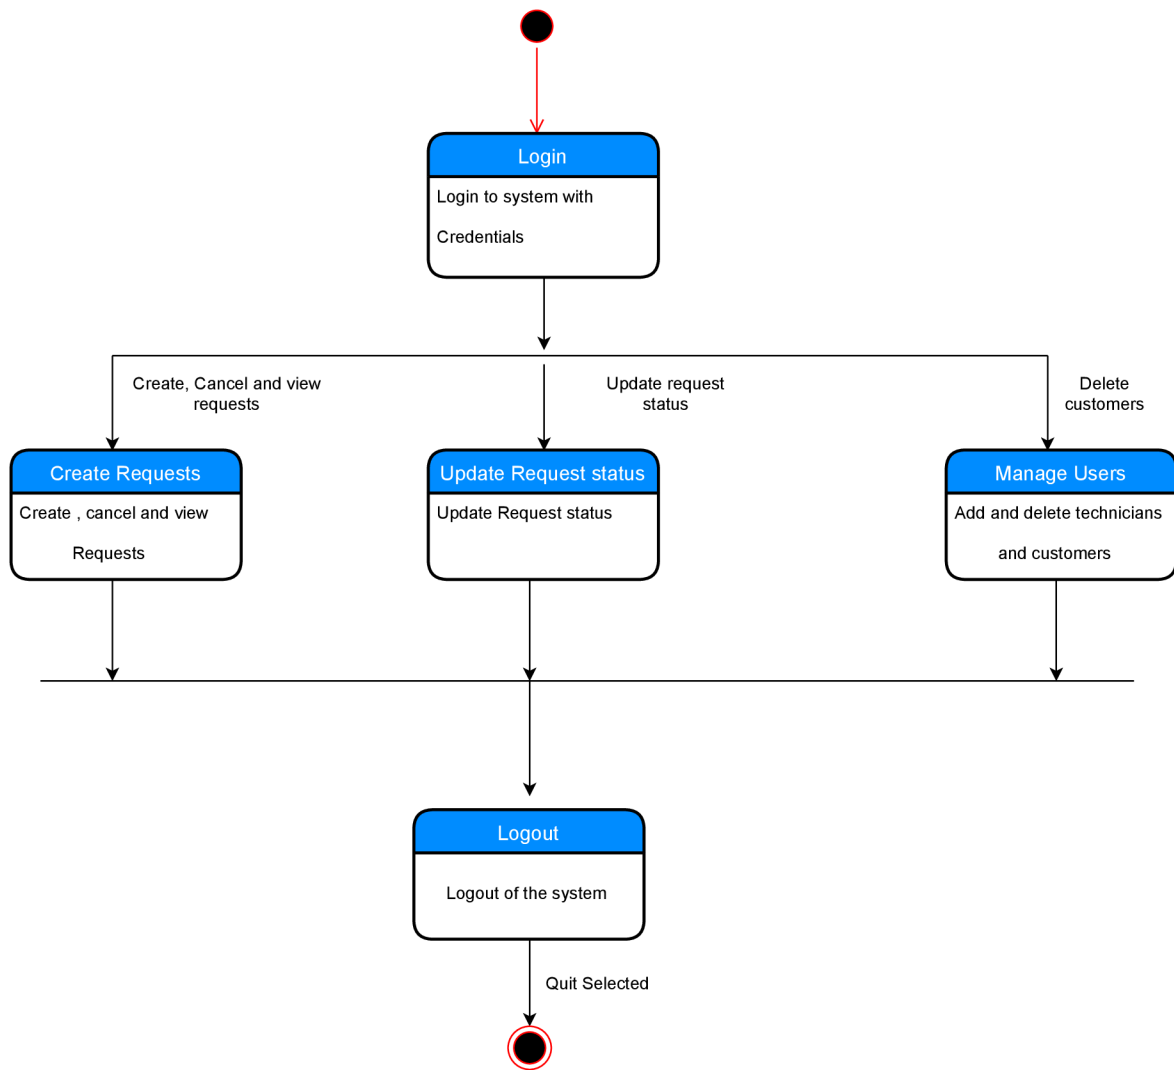 Login
Login to system with
Credentials
Create, Cancel and view
requests
Update request
status
Delete
customers
Create Requests
Create , cancel and view
Requests
Update Request status
Update Request status
Manage Users
Add and delete technicians
and customers
Logout
Logout of the system
Quit Selected